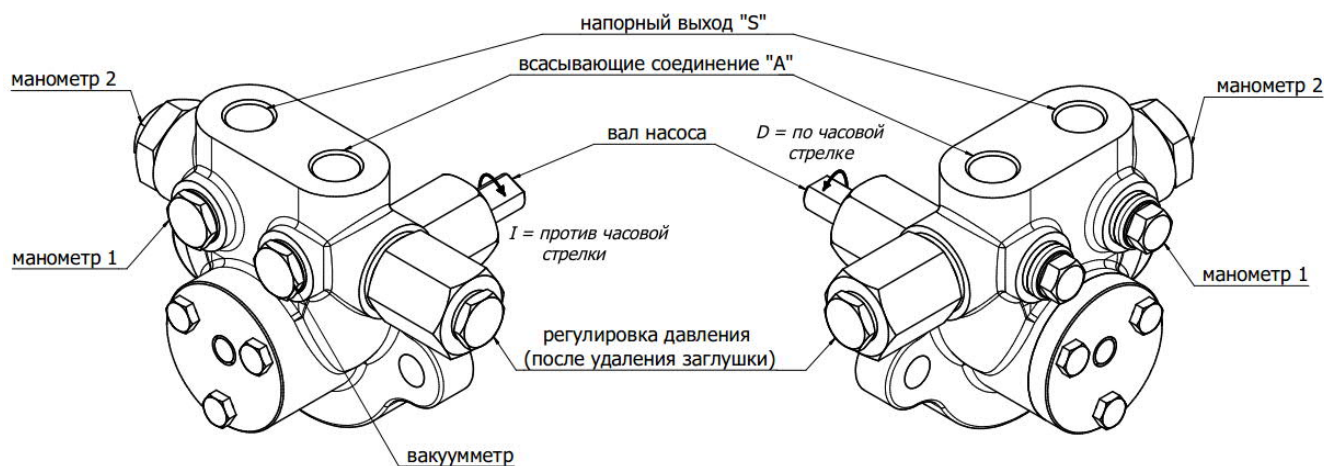 напорный выход "S"
всасывающие соединение "A"
манометр 2
манометр 2
вал насоса
D = по часовой
стрелке
I = против часовой
стрелки
манометр 1
манометр 1
регулировка давления
(после удаления заглушки)
вакуумметр